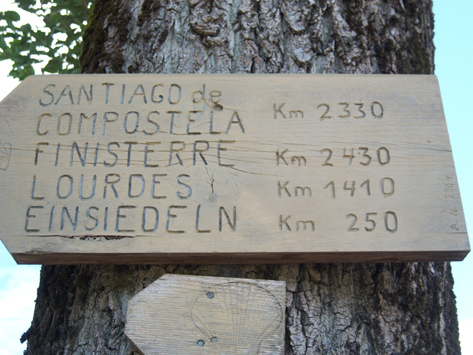 SANTIAGO de
COMPOSTELA Km 2330
FINISTERRE Km 2430
LOURDES Km 1410
EINSIEDELN Km 250